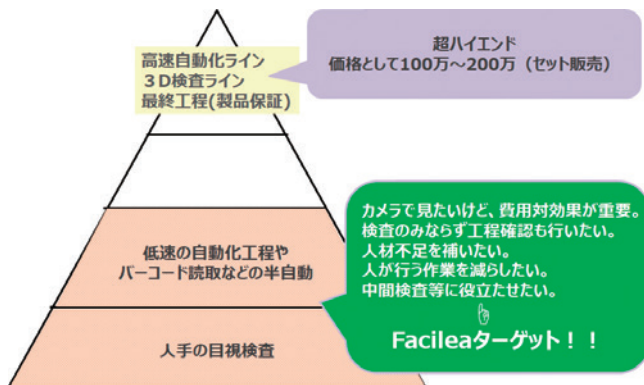 高速自動化ライン
３D検査ライン
最終工程(製品保証)
超ハイエンド
価格として100万～200万（セット販売）
カメラで見たいけど、費用対効果が重要。
検査のみならず工程確認も行いたい。
人材不足を補いたい。
人が行う作業を減らしたい。
中間検査等に役立たせたい。
☝
Facileaターゲット！！
低速の自動化工程や
バーコード読取などの半自動
人手の目視検査